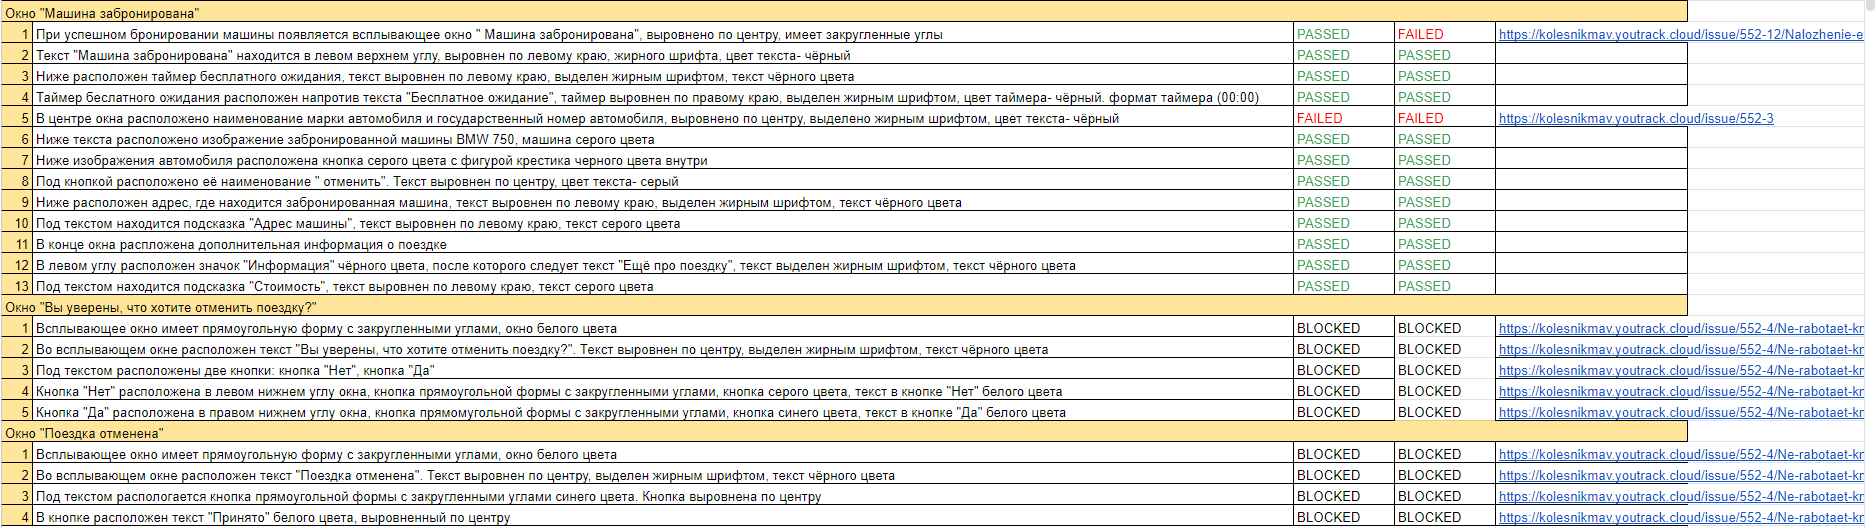 Окно "Машина забронирована"
1 При успешном бронировании машины появляется всплывающее окно " Машина забронирована", выровнено по центру, имеет закругленные углы PASSED FAILED https://kolesnikmav.youtrack.cloud/issue/552-12/Nalozhenie-e
2 Текст "Машина забронирована" находится в левом верхнем углу, выровнен по левому краю, жирного шрифта, цвет текста- чёрный PASSED PASSED
3 Ниже расположен таймер бесплатного ожидания, текст выровнен по левому краю, выделен жирным шрифтом, текст чёрного цвета PASSED PASSED
4 Таймер беслатного ожидания расположен напротив текста "Бесплатное ожидание", таймер выровнен по правому краю, выделен жирным шрифтом, цвет таймера- чёрный. формат таймера (00:00) PASSED PASSED
5 В центре окна расположено наименование марки автомобиля и государственный номер автомобиля, выровнено по центру, выделено жирным шрифтом, цвет текста- чёрный FAILED FAILED https://kolesnikmav.youtrack.cloud/issue/552-3
6 Ниже текста расположено изображение забронированной машины BMW 750, машина серого цвета PASSED PASSED
7 Ниже изображения автомобиля расположена кнопка серого цвета с фигурой крестика черного цвета внутри PASSED PASSED
8 Под кнопкой расположено её наименование " отменить". Текст выровнен по центру, цвет текста- серый PASSED PASSED
9 Ниже расположен адрес, где находится забронированная машина, текст выровнен по левому краю, выделен жирным шрифтом, текст чёрного цвета PASSED PASSED
10 Под текстом находится подсказка "Адрес машины", текст выровнен по левому краю, текст серого цвета PASSED PASSED
11 В конце окна распложена дополнительная информация о поездке PASSED PASSED
12 В левом углу расположен значок "Информация" чёрного цвета, после которого следует текст "Ещё про поездку", текст выделен жирным шрифтом, текст чёрного цвета PASSED PASSED
13 Под текстом находится подсказка "Стоимость", текст выровнен по левому краю, текст серого цвета PASSED PASSED
Окно "Вы уверены, что хотите отменить поездку?"
1 Всплывающее окно имеет прямоугольную форму с закругленными углами, окно белого цвета BLOCKED BLOCKED https://kolesnikmav.youtrack.cloud/issue/552-4/Ne-rabotaet-kr
2 Во всплывающем окне расположен текст "Вы уверены, что хотите отменить поездку?". Текст выровнен по центру, выделен жирным шрифтом, текст чёрного цвета BLOCKED BLOCKED https://kolesnikmav.youtrack.cloud/issue/552-4/Ne-rabotaet-kr
3 Под текстом расположены две кнопки: кнопка "Нет", кнопка "Да" BLOCKED BLOCKED https://kolesnikmav.youtrack.cloud/issue/552-4/Ne-rabotaet-kr
4 Кнопка "Нет" расположена в левом нижнем углу окна, кнопка прямоугольной формы с закругленными углами, кнопка серого цвета, текст в кнопке "Нет" белого цвета BLOCKED BLOCKED https://kolesnikmav.youtrack.cloud/issue/552-4/Ne-rabotaet-kr
5 Кнопка "Да" расположена в правом нижнем углу окна, кнопка прямомугольной формы с закругленными углами, кнопка синего цвета, текст в кнопке "Да" белого цвета BLOCKED BLOCKED https://kolesnikmav.youtrack.cloud/issue/552-4/Ne-rabotaet-kr
Окно "Поездка отменена"
1 Всплывающее окно имеет прямоугольную форму с закругленными углами, окно белого цвета BLOCKED BLOCKED https://kolesnikmav.youtrack.cloud/issue/552-4/Ne-rabotaet-kr
2 Во всплывающем окне расположен текст "Поездка отменена". Текст выровнен по центру, выделен жирным шрифтом, текст чёрного цвета BLOCKED BLOCKED https://kolesnikmav.youtrack.cloud/issue/552-4/Ne-rabotaet-kr
3 Под текстом распологается кнопка прямоугольной формы с закругленными углами синего цвета. Кнопка выровнена по центру BLOCKED BLOCKED https://kolesnikmav.youtrack.cloud/issue/552-4/Ne-rabotaet-kr
4 В кнопке расположен текст "Принято" белого цвета, выровненный по центру BLOCKED BLOCKED https://kolesnikmav.youtrack.cloud/issue/552-4/Ne-rabotaet-kr